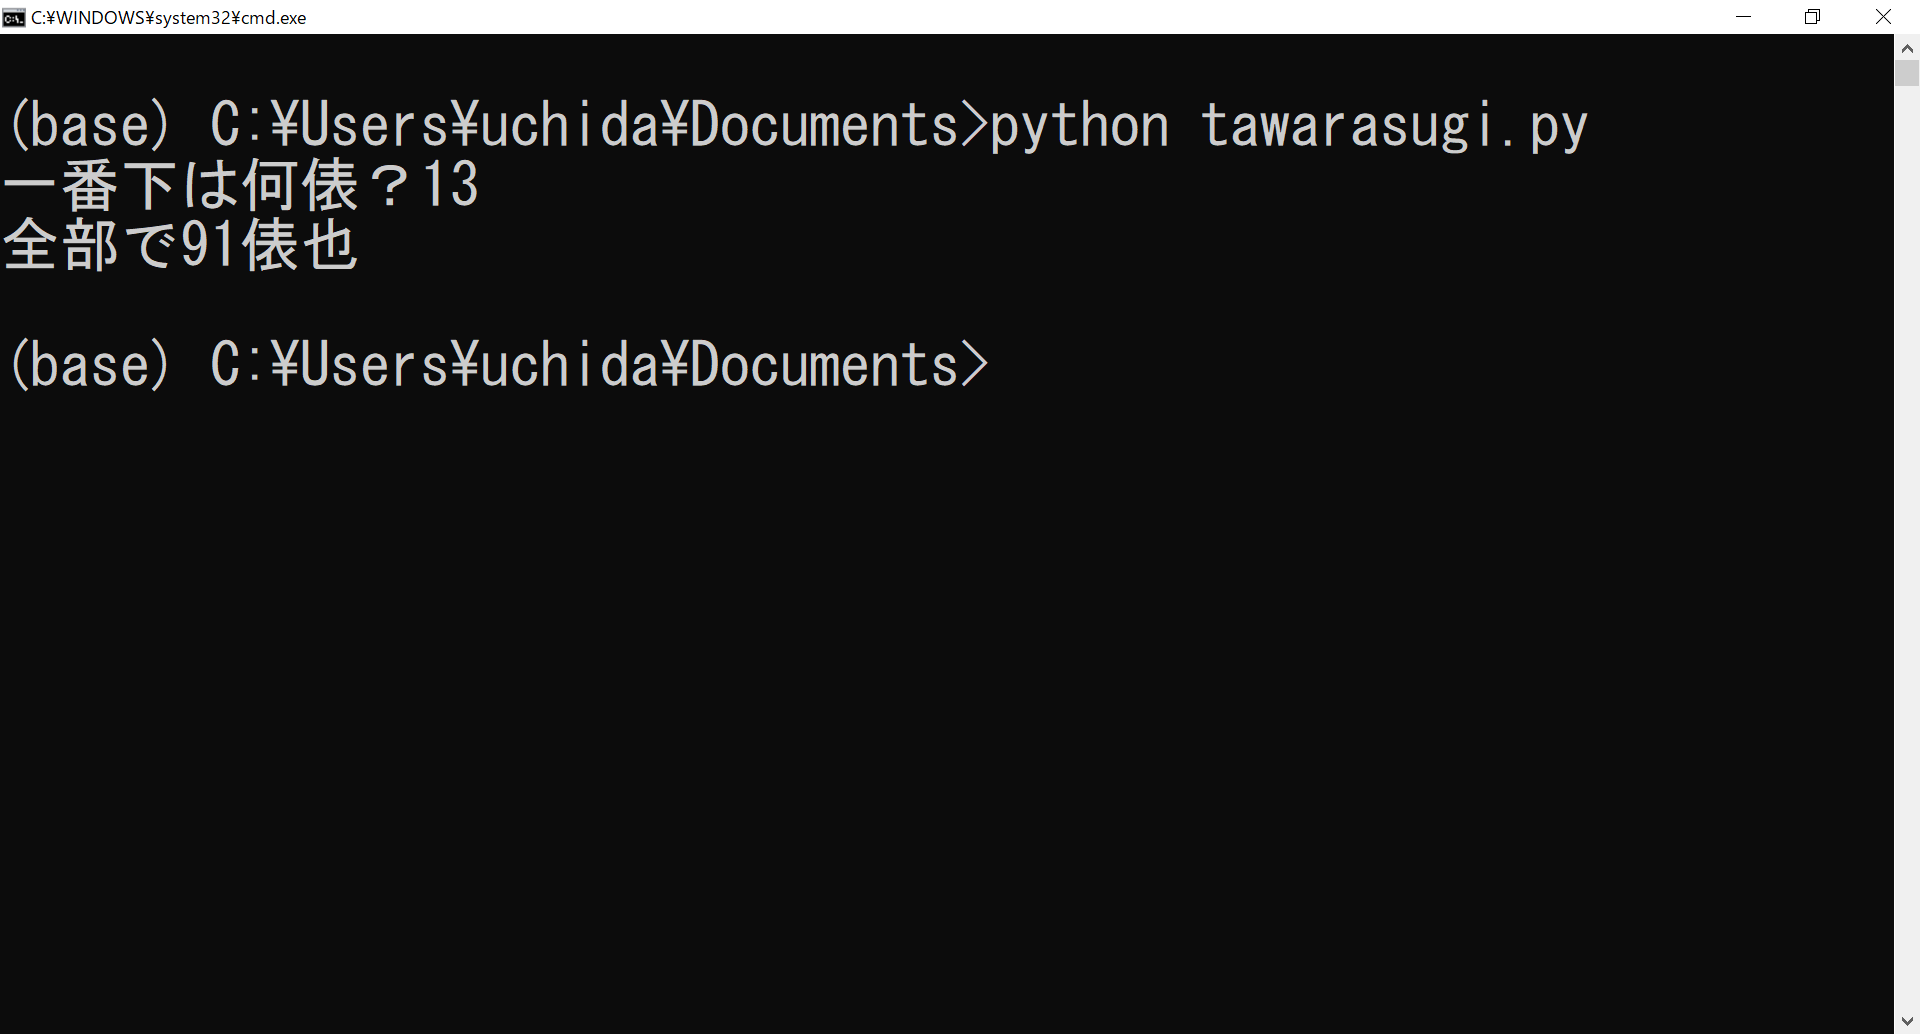 C:¥WINDOWS¥system32¥cmd.exe
(base) C:¥Users¥uchida¥Documents>python tawarasugi.py
一番下は何俵？13
全部で91俵也
(base) C:¥Users¥uchida¥Documents>